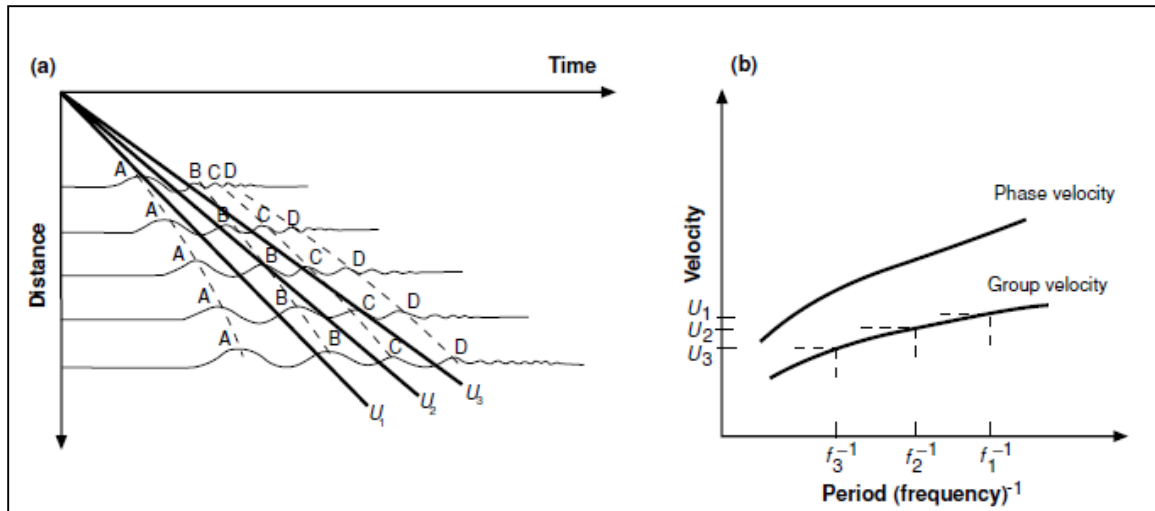 (a)
Time
Distance
A B C D
A B C D
A B C D
A B C D
A B C D
U1
U2
U3
(b)
Velocity
Phase velocity
Group velocity
U1
U2
U3
f3^-1 f2^-1 f1^-1
Period (frequency)^-1